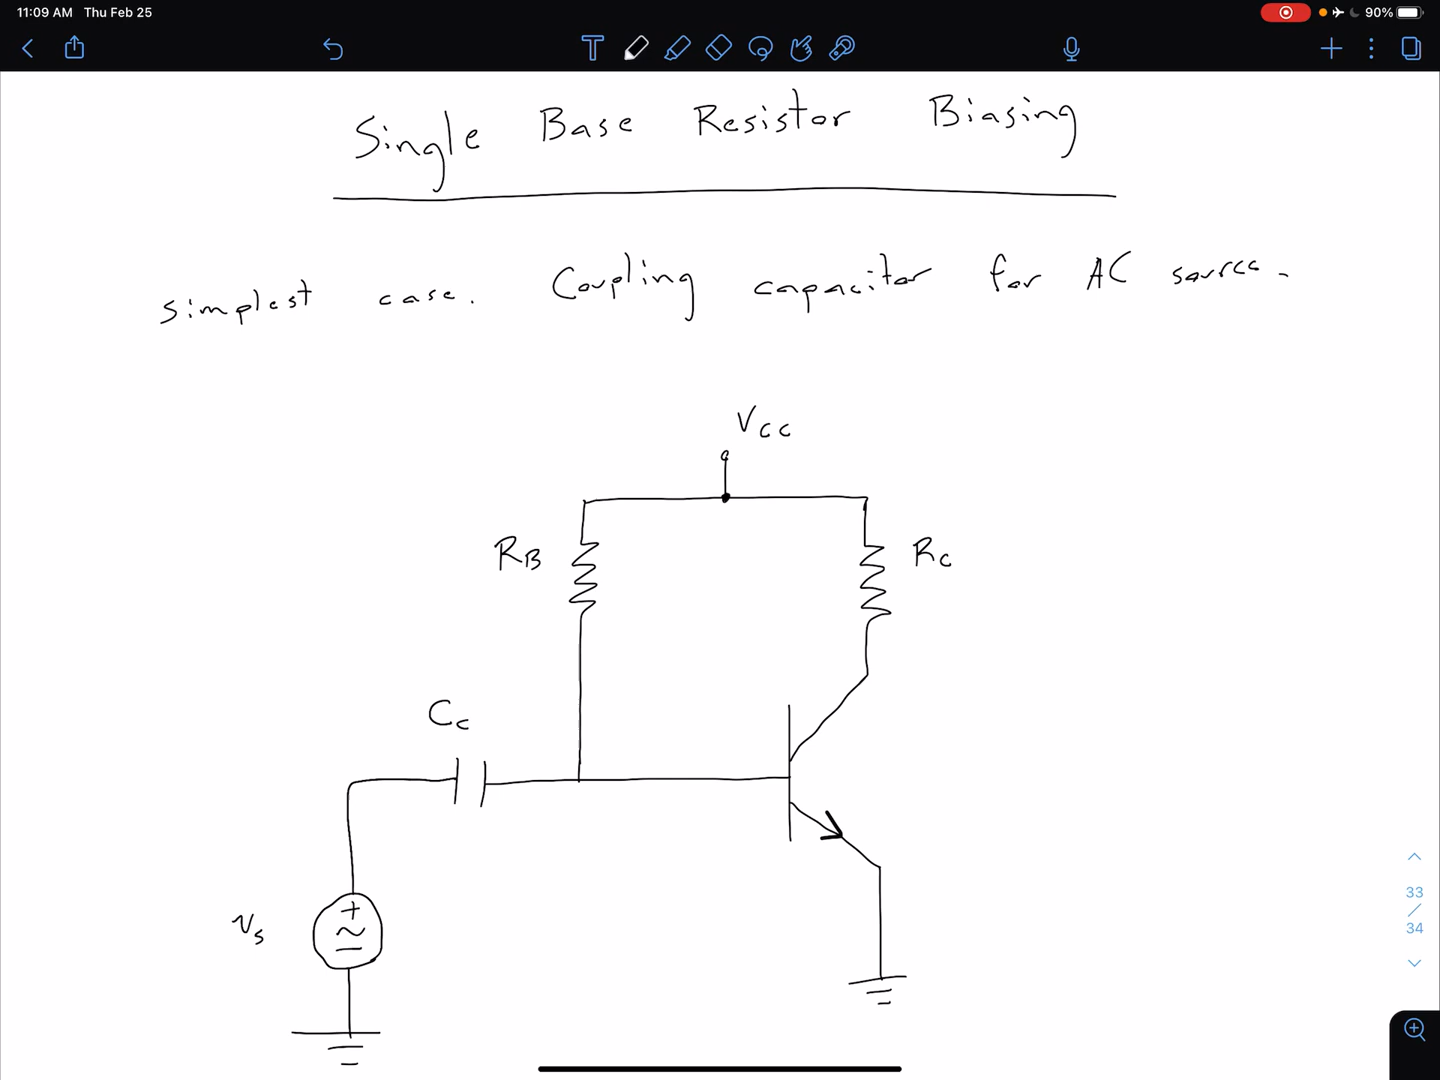 11:09 AM Thu Feb 25 90%
Single Base Resistor Biasing
simplest case. Coupling capacitor for AC source.
VCC
RB
RC
Cc
+
~
−
vs
33
/
34